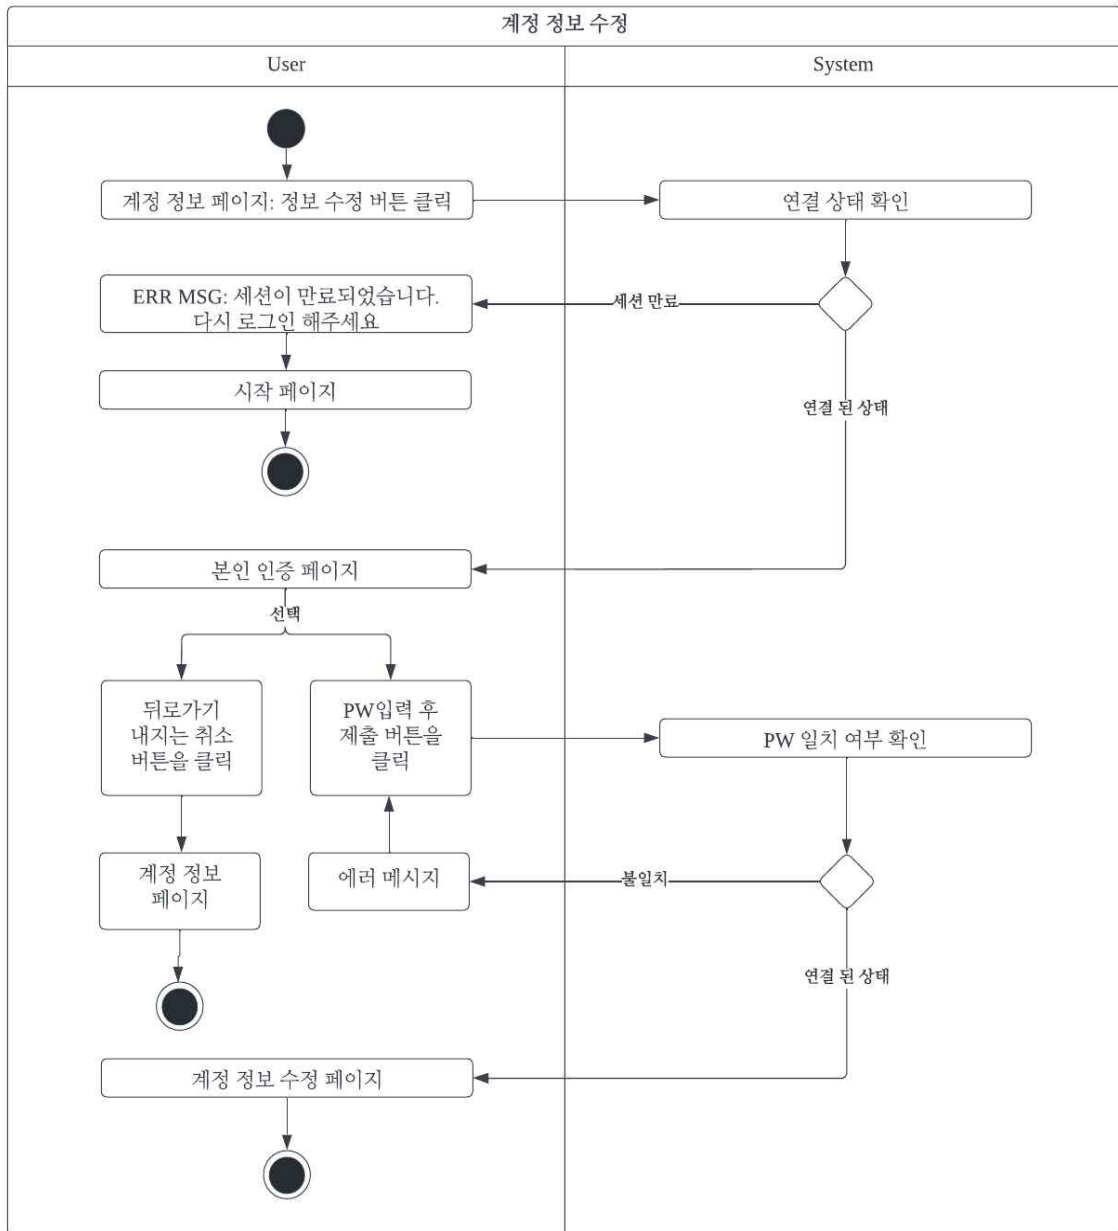 계정 정보 수정
User
System
계정 정보 페이지: 정보 수정 버튼 클릭
연결 상태 확인
ERR MSG: 세션이 만료되었습니다.
다시 로그인 해주세요
세션 만료
시작 페이지
연결 된 상태
본인 인증 페이지
선택
뒤로가기
내지는 취소
버튼을 클릭
PW입력 후
제출 버튼을
클릭
PW 일치 여부 확인
계정 정보
페이지
에러 메시지
불일치
연결 된 상태
계정 정보 수정 페이지